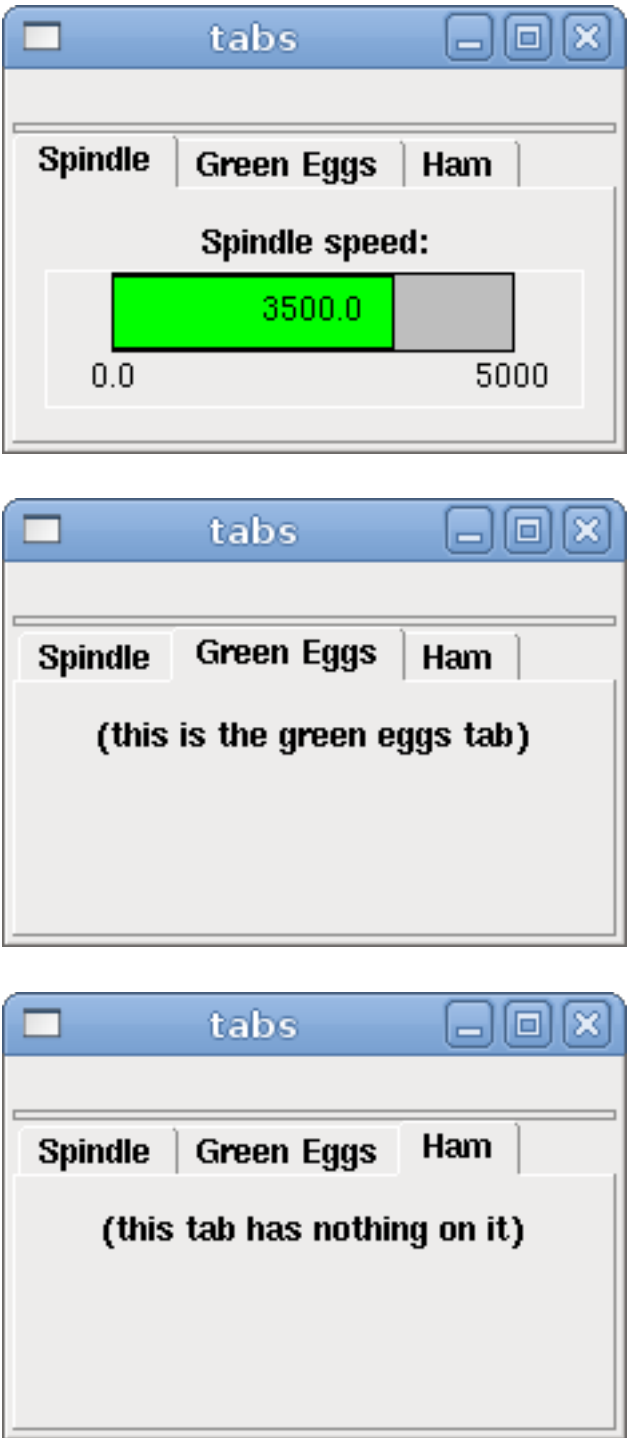 tabs
Spindle Green Eggs Ham
Spindle speed:
3500.0
0.0 5000
tabs
Spindle Green Eggs Ham
(this is the green eggs tab)
tabs
Spindle Green Eggs Ham
(this tab has nothing on it)